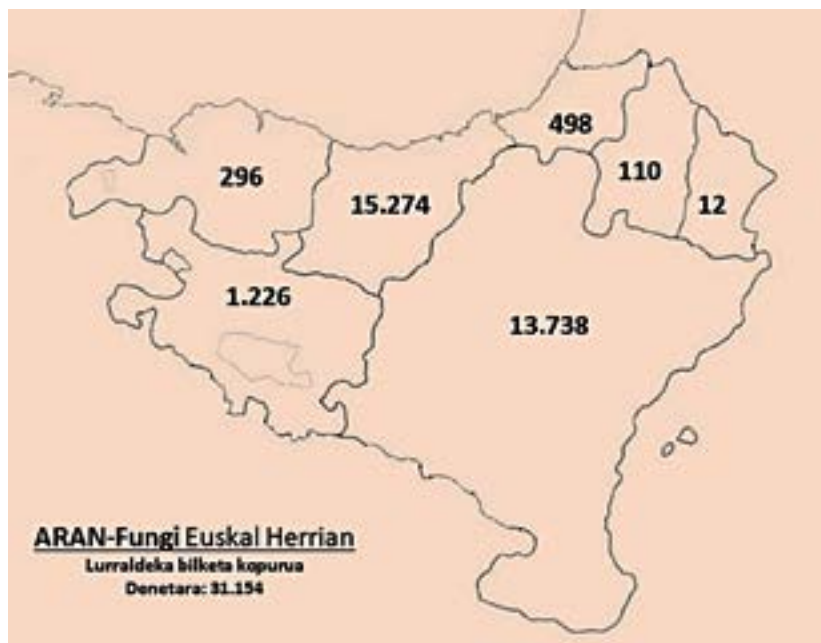 498
296
110
15.274
12
1.226
13.738
ARAN-Fungi Euskal Herrian
Lurraldeka bilketa kopurua
Denetara: 31.154